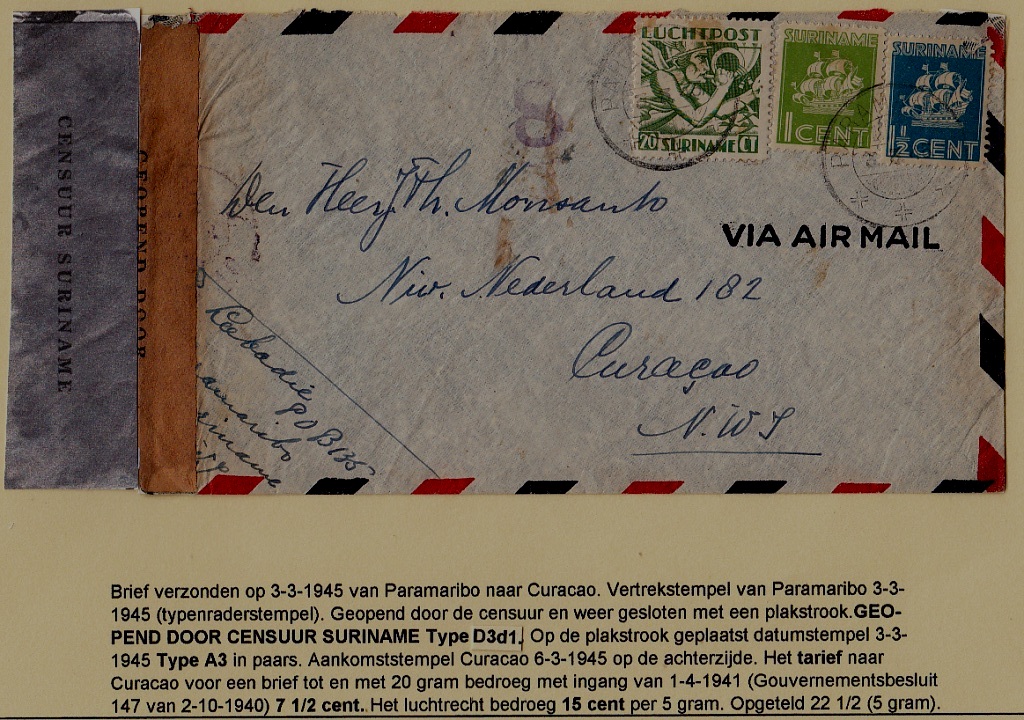 CENSUUR SURINAME
GEOPEND DOOR
LUCHTPOST
20 SURINAME CT
SURINAME
1 CENT
SURINAME
1½ CENT
8
Den Heer J. Th. Monsanto
VIA AIR MAIL
Niw. Nederland 182
Curaçao
N.W.I
Labadie
P O B 135
Brief verzonden op 3-3-1945 van Paramaribo naar Curacao. Vertrekstempel van Paramaribo 3-3-
1945 (typenraderstempel). Geopend door de censuur en weer gesloten met een plakstrook.GEO-
PEND DOOR CENSUUR SURINAME Type D3d1. Op de plakstrook geplaatst datumstempel 3-3-
1945 Type A3 in paars. Aankomststempel Curacao 6-3-1945 op de achterzijde. Het tarief naar
Curacao voor een brief tot en met 20 gram bedroeg met ingang van 1-4-1941 (Gouvernementsbesluit
147 van 2-10-1940) 7 1/2 cent. Het luchtrecht bedroeg 15 cent per 5 gram. Opgeteld 22 1/2 (5 gram).